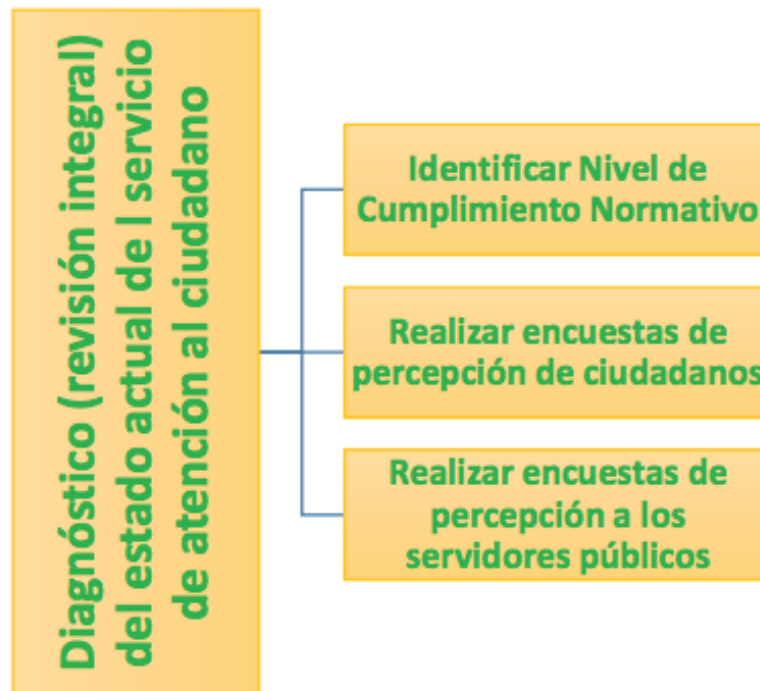 Diagnóstico (revisión integral)
del estado actual de l servicio
de atención al ciudadano
Identificar Nivel de
Cumplimiento Normativo
Realizar encuestas de
percepción de ciudadanos
Realizar encuestas de
percepción a los
servidores públicos